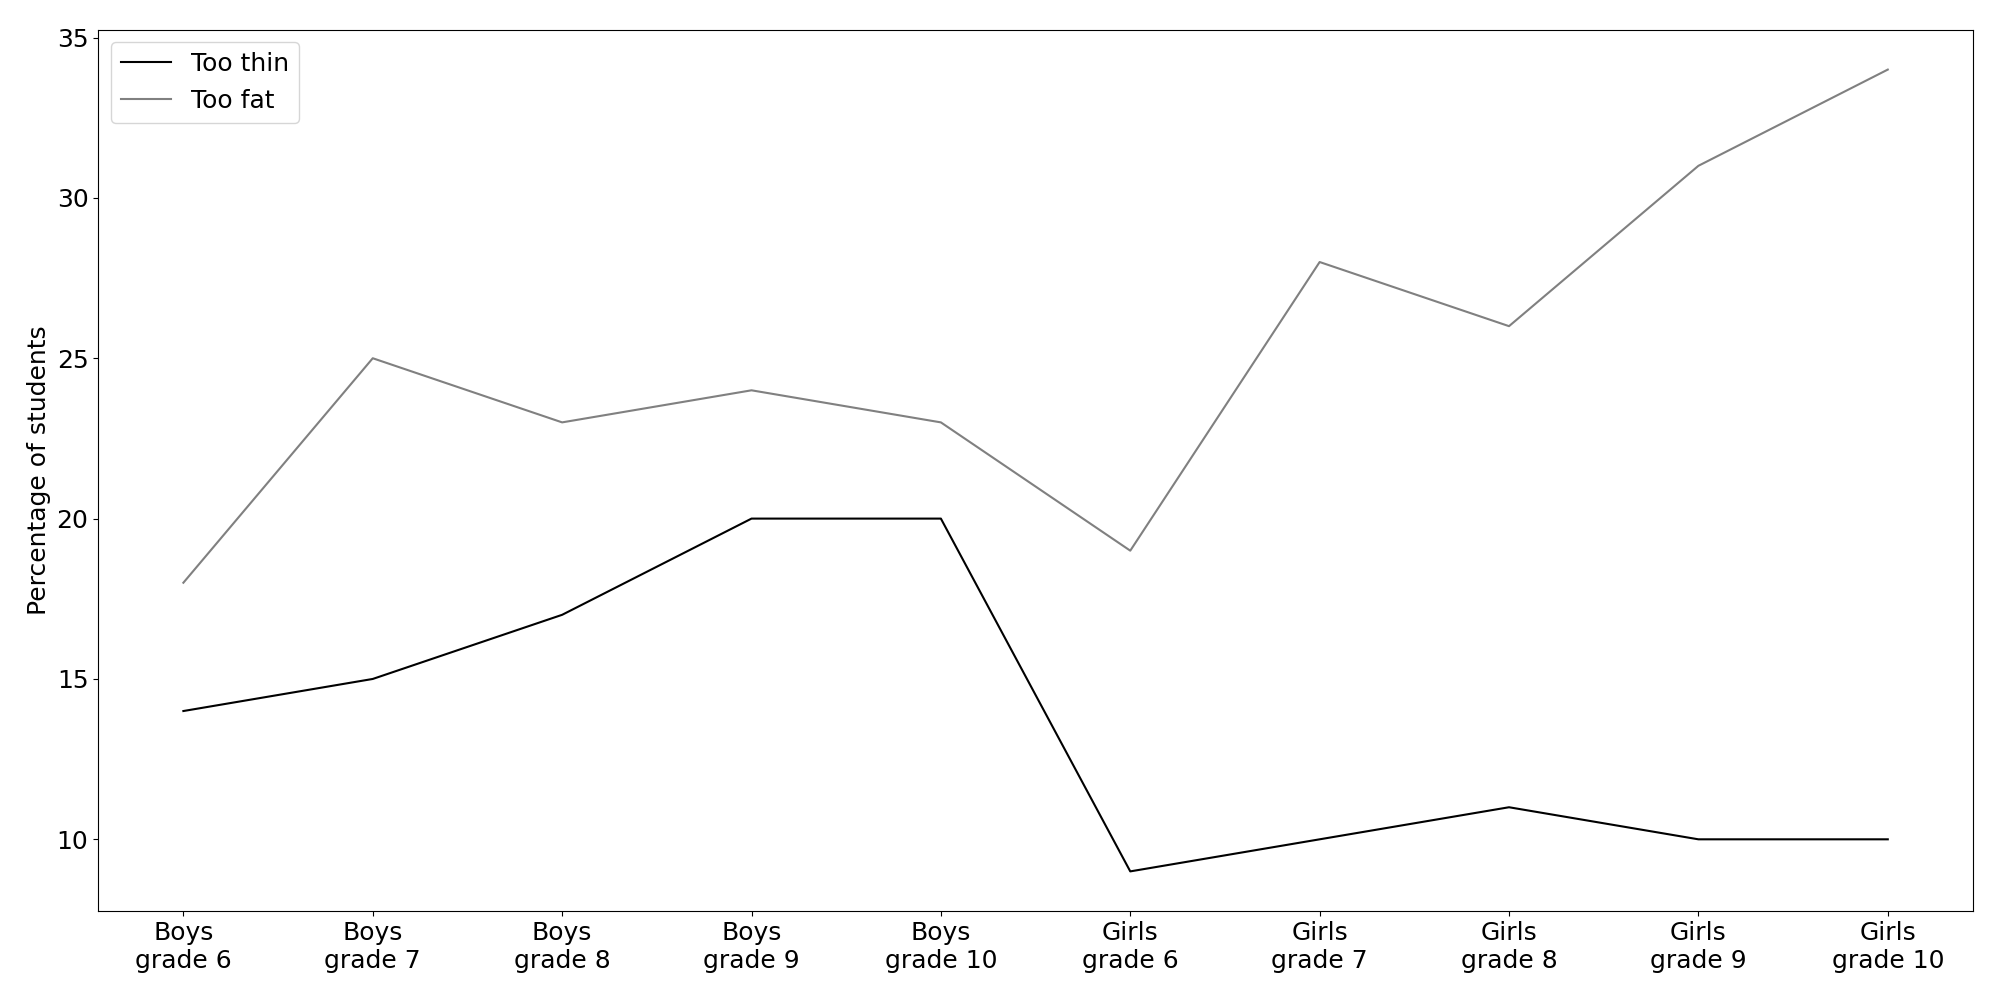 Too thin
Too fat
Percentage of students
35
30
25
20
15
10
Boys
grade 6
Boys
grade 7
Boys
grade 8
Boys
grade 9
Boys
grade 10
Girls
grade 6
Girls
grade 7
Girls
grade 8
Girls
grade 9
Girls
grade 10